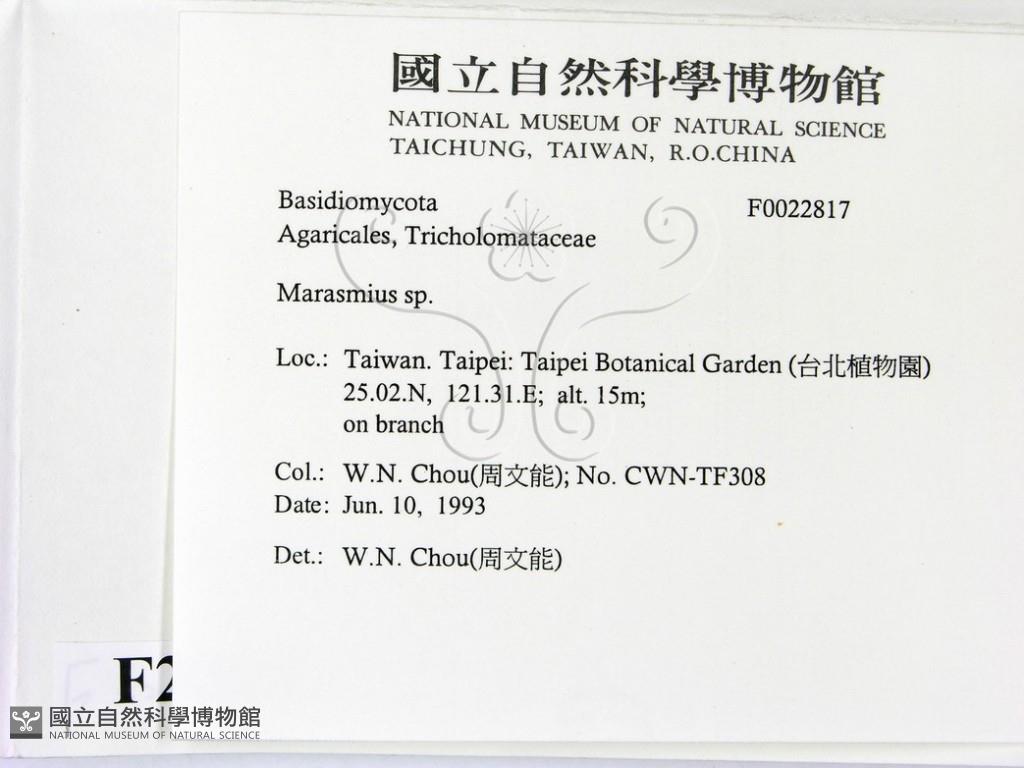 國立自然科學博物館
NATIONAL MUSEUM OF NATURAL SCIENCE
TAICHUNG, TAIWAN, R.O.CHINA
Basidiomycota F0022817
Agaricales, Tricholomataceae
Marasmius sp.
Loc.: Taiwan. Taipei: Taipei Botanical Garden (台北植物園)
25.02.N, 121.31.E; alt. 15m;
on branch
Col.: W.N. Chou(周文能); No. CWN-TF308
Date: Jun. 10, 1993
Det.: W.N. Chou(周文能)
F2
國立自然科學博物館
NATIONAL MUSEUM OF NATURAL SCIENCE